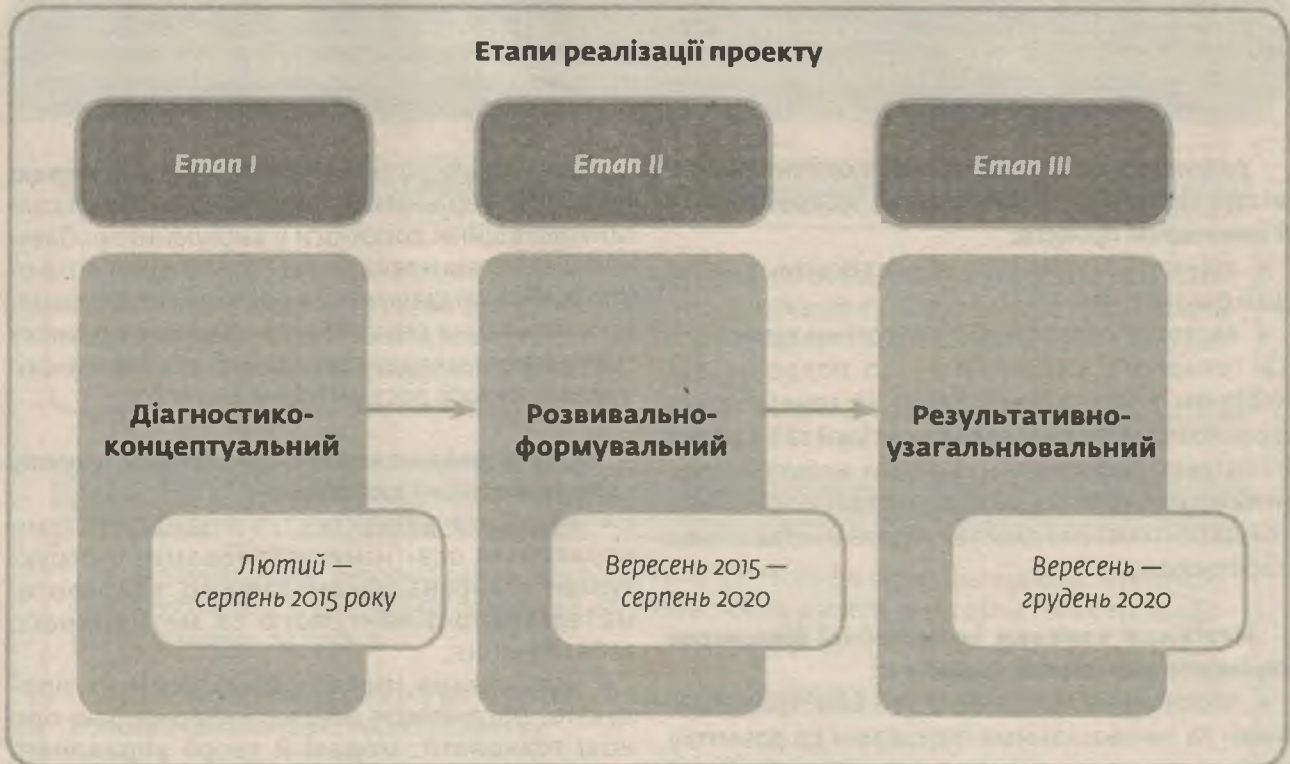 Етапи реалізації проекту
Етап I
Етап II
Етап III
Діагностико-
концептуальний
Розвивально-
формувальний
Результативно-
узагальнювальний
Лютий —
серпень 2015 року
Вересень 2015 —
серпень 2020
Вересень —
грудень 2020